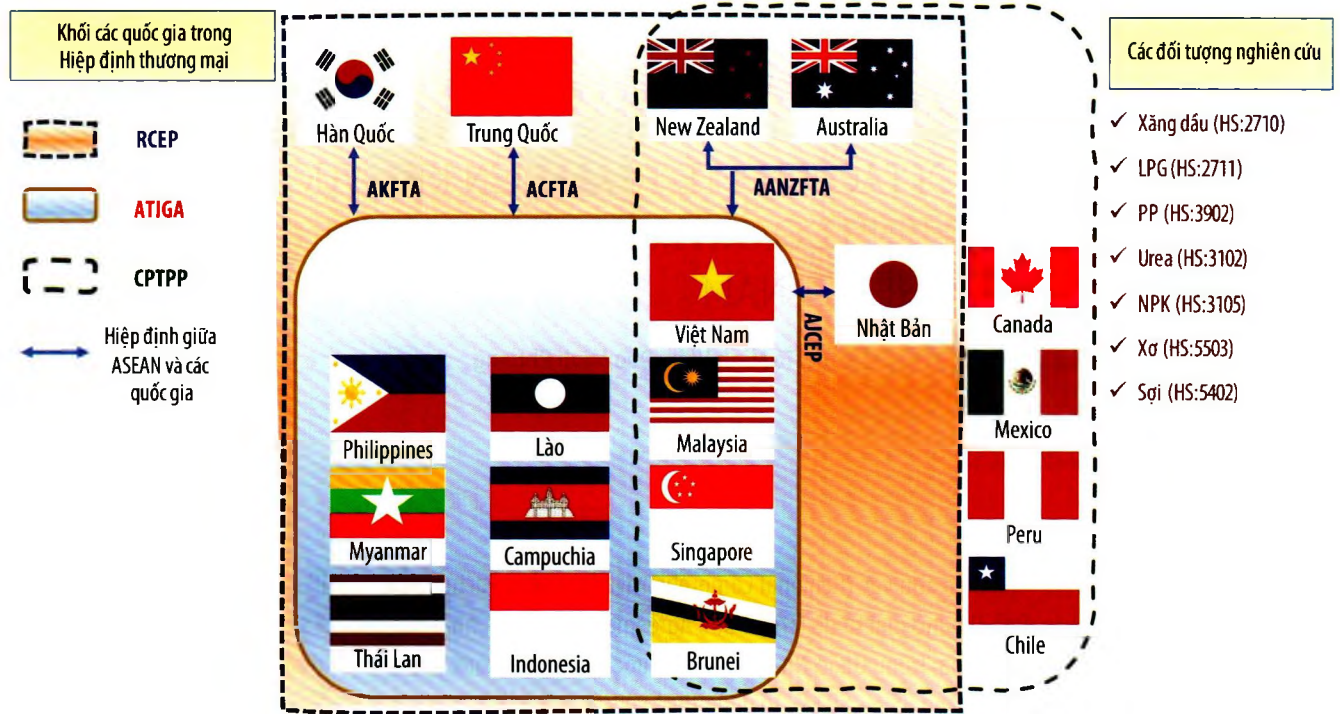 Khối các quốc gia trong
Hiệp định thương mại
RCEP
ATIGA
CPTPP
Hiệp định giữa
ASEAN và các
quốc gia
Hàn Quốc
Trung Quốc
New Zealand
Australia
AKFTA
ACFTA
AANZFTA
Việt Nam
AJCEP
Nhật Bản
Canada
Philippines
Lào
Malaysia
Mexico
Myanmar
Campuchia
Singapore
Peru
Thái Lan
Indonesia
Brunei
Chile
Các đối tượng nghiên cứu
✓ Xăng dầu (HS:2710)
✓ LPG (HS:2711)
✓ PP (HS:3902)
✓ Urea (HS:3102)
✓ NPK (HS:3105)
✓ Xơ (HS:5503)
✓ Sợi (HS:5402)